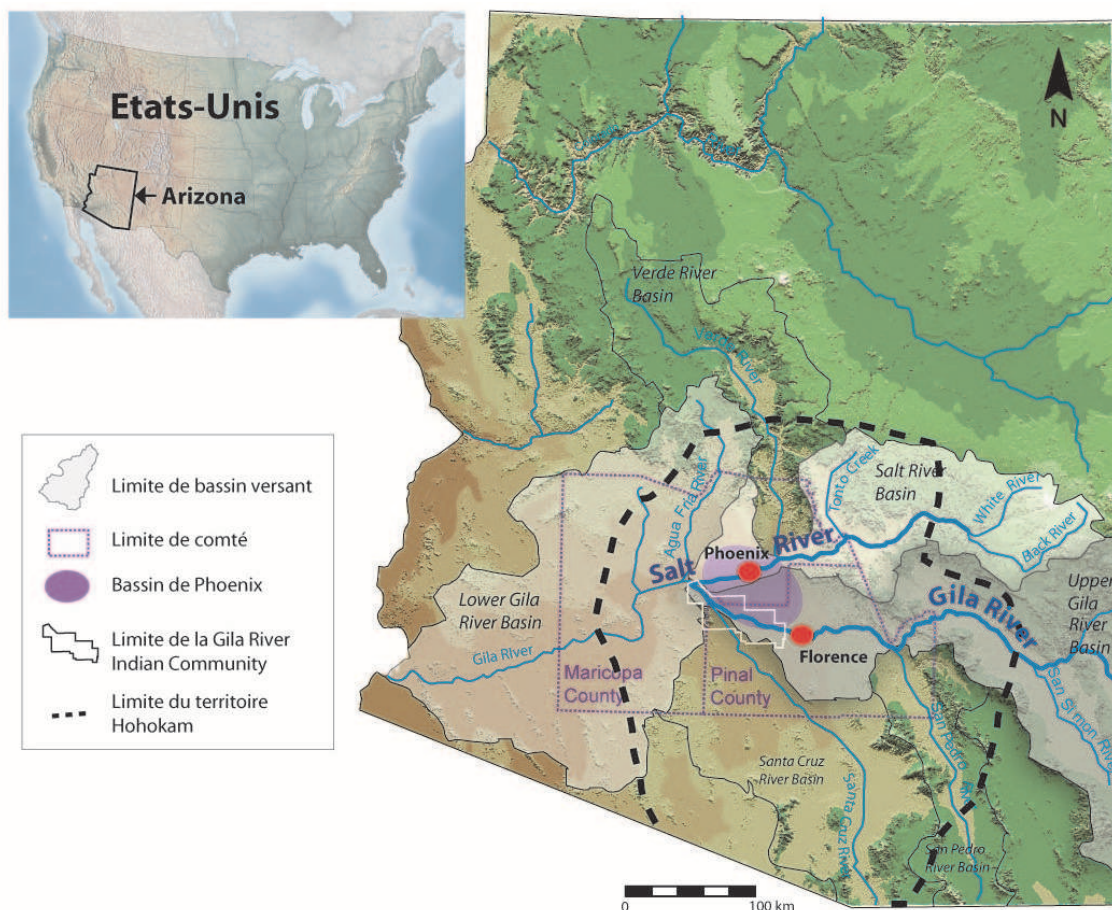 Etats-Unis
Arizona
N
Limite de bassin versant
Limite de comté
Bassin de Phoenix
Limite de la Gila River
Indian Community
Limite du territoire
Hohokam
Verde River
Basin
Verde River
Salt River
Basin
Tonto Creek
White River
Black River
Agua Fria River
Phoenix
Salt River
Lower Gila
River Basin
Gila River
Upper
Gila
River
Basin
Gila River
Florence
Maricopa
County
Pinal
County
San Simon River
San Pedro
Santa Cruz
River Basin
Santa Cruz River
San Pedro
River Basin
0 100 km